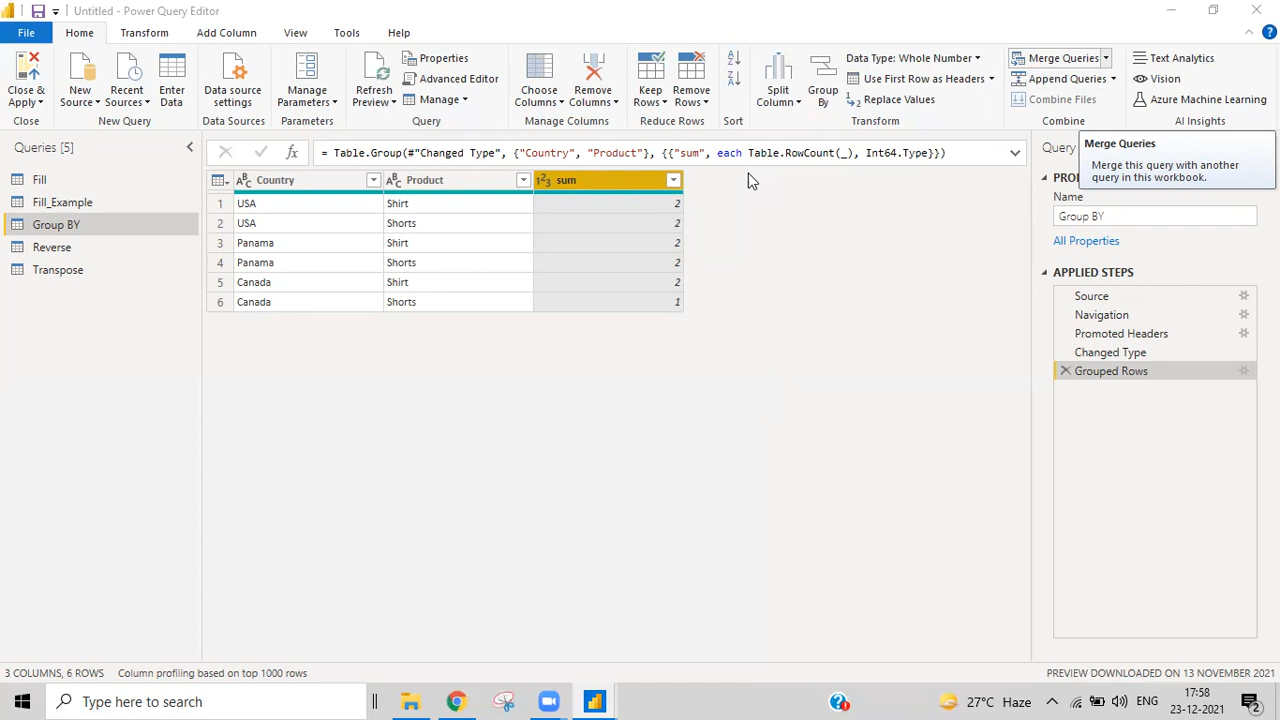 Untitled - Power Query Editor
File
Home
Transform
Add Column
View
Tools
Help
Close &
Apply
New
Source
Recent
Sources
Enter
Data
Data source
settings
Manage
Parameters
Refresh
Preview
Properties
Advanced Editor
Manage
Choose
Columns
Remove
Columns
Keep
Rows
Remove
Rows
Split
Column
Group
By
Data Type: Whole Number
Use First Row as Headers
Replace Values
Merge Queries
Append Queries
Combine Files
Text Analytics
Vision
Azure Machine Learning
Close
New Query
Data Sources
Parameters
Query
Manage Columns
Reduce Rows
Sort
Transform
Combine
AI Insights
Queries [5]
Fill
Fill_Example
Group BY
Reverse
Transpose
fx
= Table.Group(#"Changed Type", {"Country", "Product"}, {{"sum", each Table.RowCount(_), Int64.Type}})
ABC Country
ABC Product
123 sum
1 USA Shirt 2
2 USA Shorts 2
3 Panama Shirt 2
4 Panama Shorts 2
5 Canada Shirt 2
6 Canada Shorts 1
Query
Merge Queries
Merge this query with another
query in this workbook.
PRO
Name
Group BY
All Properties
APPLIED STEPS
Source
Navigation
Promoted Headers
Changed Type
Grouped Rows
3 COLUMNS, 6 ROWS
Column profiling based on top 1000 rows
PREVIEW DOWNLOADED ON 13 NOVEMBER 2021
Type here to search
27°C Haze
ENG
17:58
23-12-2021
2